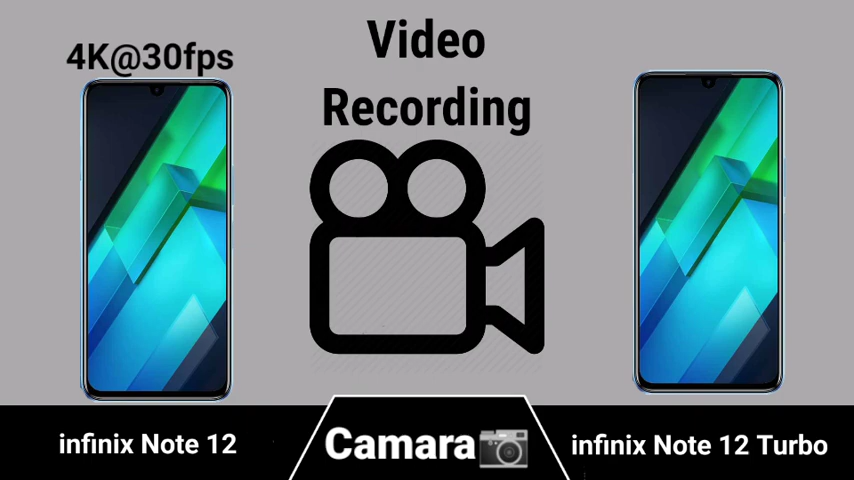 4K@30fps
Video
Recording
infinix Note 12
Camara
infinix Note 12 Turbo